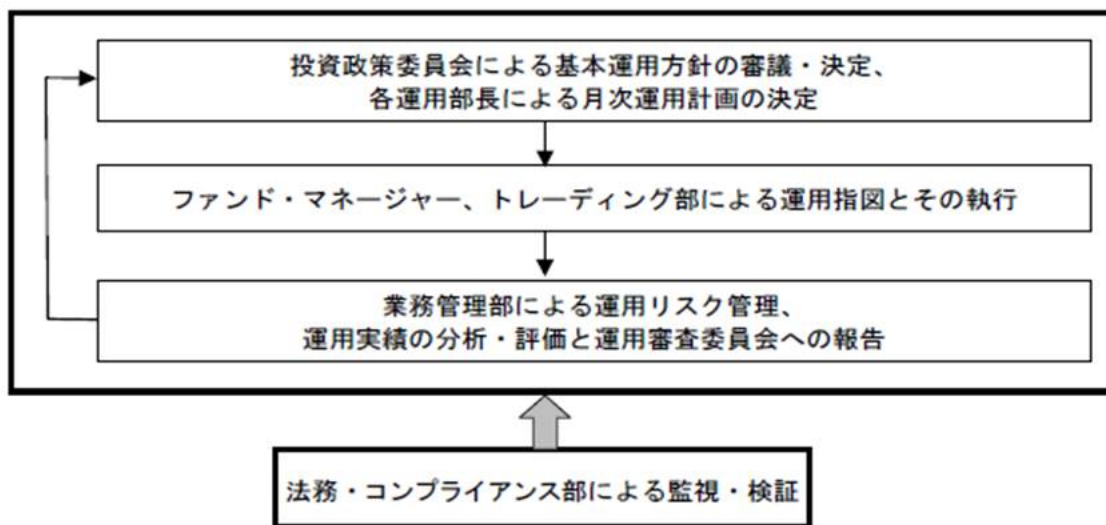 投資政策委員会による基本運用方針の審議・決定、
各運用部長による月次運用計画の決定
ファンド・マネージャー、トレーディング部による運用指図とその執行
業務管理部による運用リスク管理、
運用実績の分析・評価と運用審査委員会への報告
法務・コンプライアンス部による監視・検証